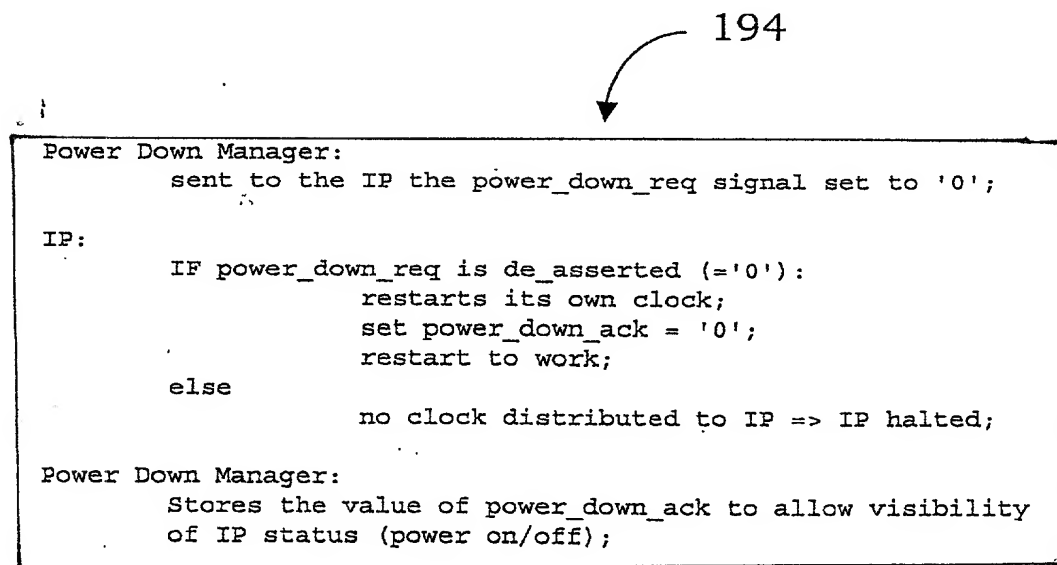 194
Power Down Manager:
sent to the IP the power_down_req signal set to '0';
IP:
IF power_down_req is de_asserted (='0'):
restarts its own clock;
set power_down_ack = '0';
restart to work;
else
no clock distributed to IP => IP halted;
Power Down Manager:
Stores the value of power_down_ack to allow visibility
of IP status (power on/off);